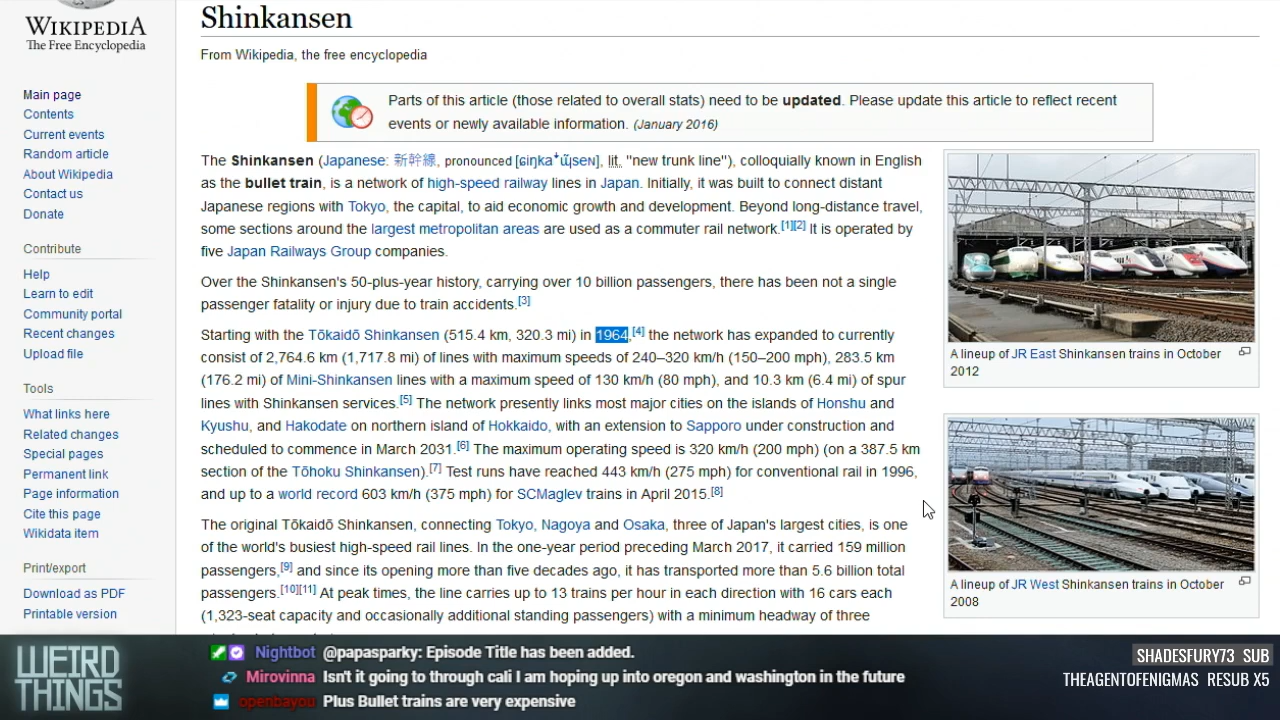 WIKIPEDIA
The Free Encyclopedia
Main page
Contents
Current events
Random article
About Wikipedia
Contact us
Donate
Contribute
Help
Learn to edit
Community portal
Recent changes
Upload file
Tools
What links here
Related changes
Special pages
Permanent link
Page information
Cite this page
Wikidata item
Print/export
Download as PDF
Printable version
Shinkansen
From Wikipedia, the free encyclopedia
Parts of this article (those related to overall stats) need to be updated. Please update this article to reflect recent
events or newly available information. (January 2016)
The Shinkansen (Japanese: 新幹線, pronounced [ɕiŋkaꜜɰ̃seɴ], lit. "new trunk line"), colloquially known in English
as the bullet train, is a network of high-speed railway lines in Japan. Initially, it was built to connect distant
Japanese regions with Tokyo, the capital, to aid economic growth and development. Beyond long-distance travel,
some sections around the largest metropolitan areas are used as a commuter rail network.[1][2] It is operated by
five Japan Railways Group companies.
Over the Shinkansen's 50-plus-year history, carrying over 10 billion passengers, there has been not a single
passenger fatality or injury due to train accidents.[3]
Starting with the Tōkaidō Shinkansen (515.4 km, 320.3 mi) in 1964,[4] the network has expanded to currently
consist of 2,764.6 km (1,717.8 mi) of lines with maximum speeds of 240–320 km/h (150–200 mph), 283.5 km
(176.2 mi) of Mini-Shinkansen lines with a maximum speed of 130 km/h (80 mph), and 10.3 km (6.4 mi) of spur
lines with Shinkansen services.[5] The network presently links most major cities on the islands of Honshu and
Kyushu, and Hakodate on northern island of Hokkaido, with an extension to Sapporo under construction and
scheduled to commence in March 2031.[6] The maximum operating speed is 320 km/h (200 mph) (on a 387.5 km
section of the Tōhoku Shinkansen).[7] Test runs have reached 443 km/h (275 mph) for conventional rail in 1996,
and up to a world record 603 km/h (375 mph) for SCMaglev trains in April 2015.[8]
The original Tōkaidō Shinkansen, connecting Tokyo, Nagoya and Osaka, three of Japan's largest cities, is one
of the world's busiest high-speed rail lines. In the one-year period preceding March 2017, it carried 159 million
passengers,[9] and since its opening more than five decades ago, it has transported more than 5.6 billion total
passengers.[10][11] At peak times, the line carries up to 13 trains per hour in each direction with 16 cars each
(1,323-seat capacity and occasionally additional standing passengers) with a minimum headway of three
A lineup of JR East Shinkansen trains in October
2012
A lineup of JR West Shinkansen trains in October
2008
WEIRD
THINGS
Nightbot @papasparky: Episode Title has been added.
Mirovinna Isn't it going to through cali I am hoping up into oregon and washington in the future
openbayou Plus Bullet trains are very expensive
SHADESFURY73 SUB
THEAGENTOFENIGMAS RESUB X5